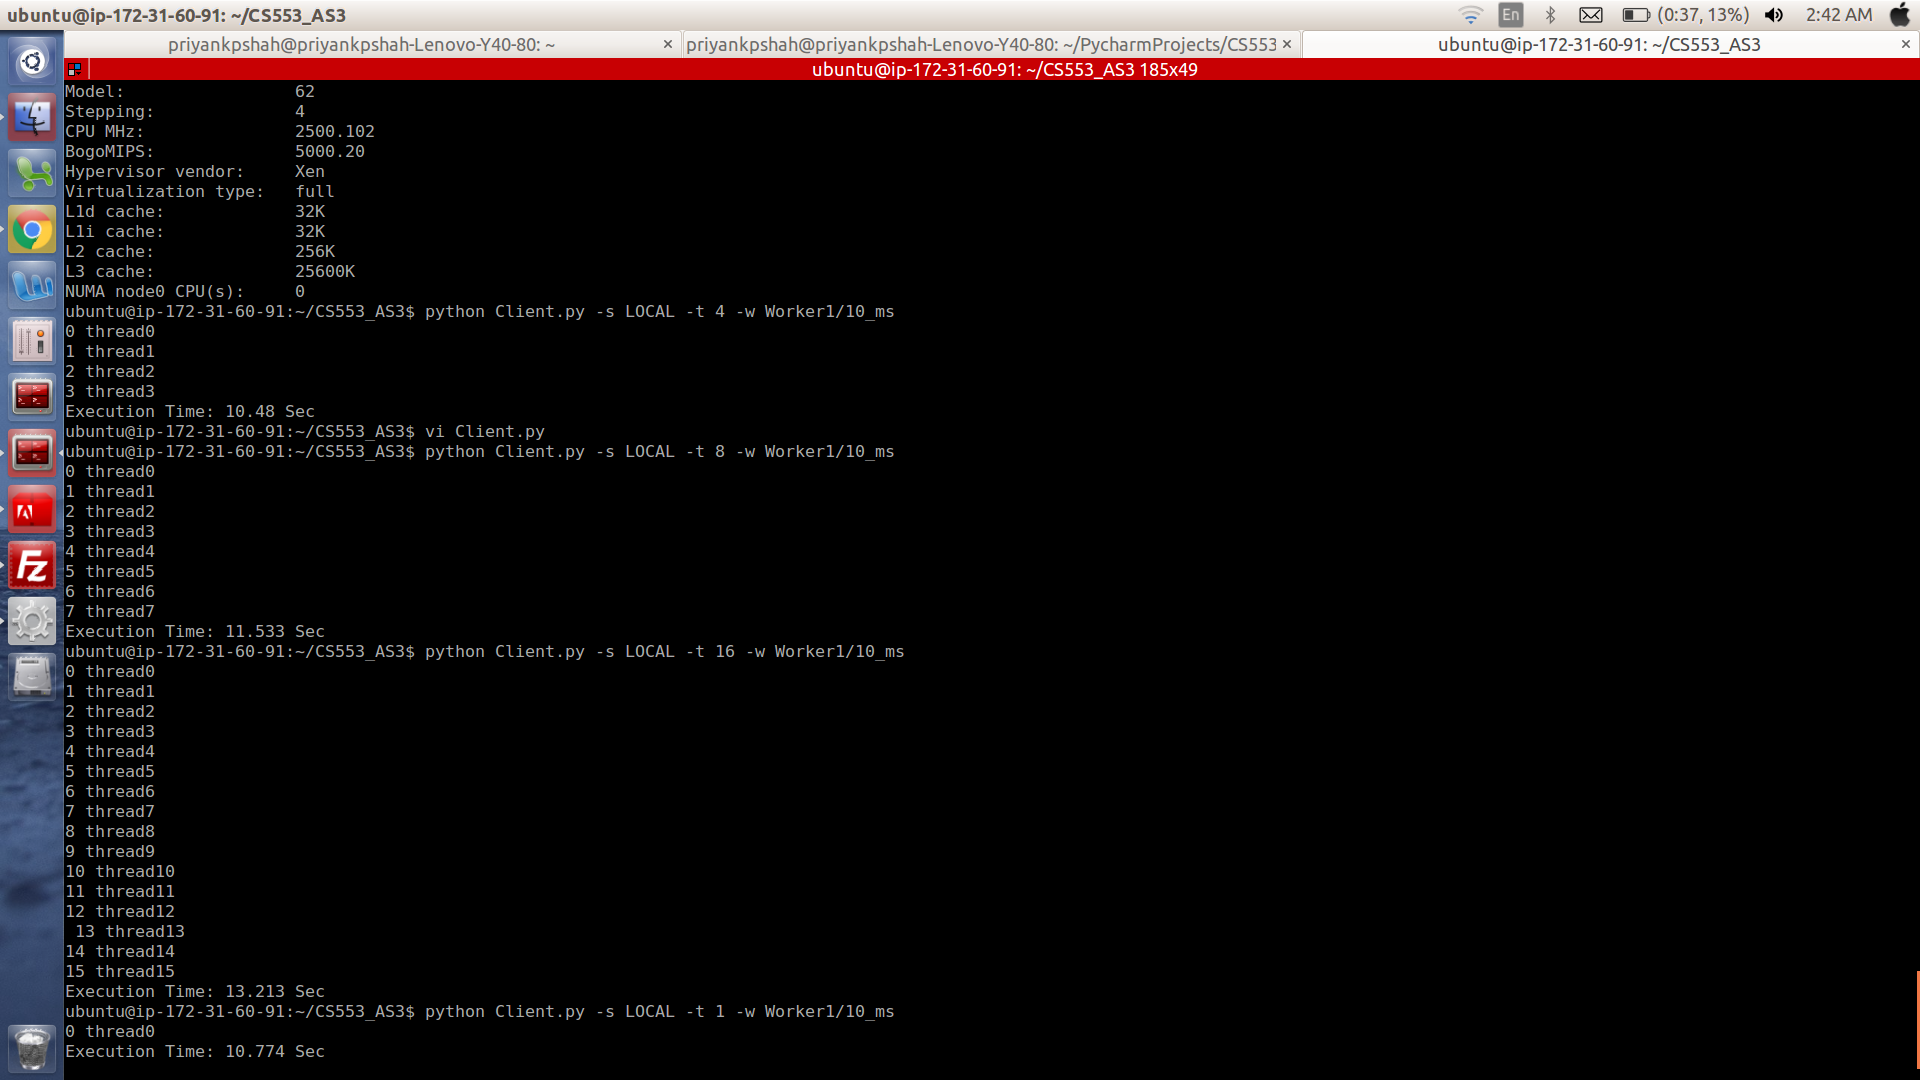 ubuntu@ip-172-31-60-91: ~/CS553_AS3
En
(0:37, 13%)
2:42 AM
priyankpshah@priyankpshah-Lenovo-Y40-80: ~ ×
priyankpshah@priyankpshah-Lenovo-Y40-80: ~/PycharmProjects/CS553 ×
ubuntu@ip-172-31-60-91: ~/CS553_AS3 ×
ubuntu@ip-172-31-60-91: ~/CS553_AS3 185x49
Model: 62
Stepping: 4
CPU MHz: 2500.102
BogoMIPS: 5000.20
Hypervisor vendor: Xen
Virtualization type: full
L1d cache: 32K
L1i cache: 32K
L2 cache: 256K
L3 cache: 25600K
NUMA node0 CPU(s): 0
ubuntu@ip-172-31-60-91:~/CS553_AS3$ python Client.py -s LOCAL -t 4 -w Worker1/10_ms
0 thread0
1 thread1
2 thread2
3 thread3
Execution Time: 10.48 Sec
ubuntu@ip-172-31-60-91:~/CS553_AS3$ vi Client.py
ubuntu@ip-172-31-60-91:~/CS553_AS3$ python Client.py -s LOCAL -t 8 -w Worker1/10_ms
0 thread0
1 thread1
2 thread2
3 thread3
4 thread4
5 thread5
6 thread6
7 thread7
Execution Time: 11.533 Sec
ubuntu@ip-172-31-60-91:~/CS553_AS3$ python Client.py -s LOCAL -t 16 -w Worker1/10_ms
0 thread0
1 thread1
2 thread2
3 thread3
4 thread4
5 thread5
6 thread6
7 thread7
8 thread8
9 thread9
10 thread10
11 thread11
12 thread12
 13 thread13
14 thread14
15 thread15
Execution Time: 13.213 Sec
ubuntu@ip-172-31-60-91:~/CS553_AS3$ python Client.py -s LOCAL -t 1 -w Worker1/10_ms
0 thread0
Execution Time: 10.774 Sec
Fz